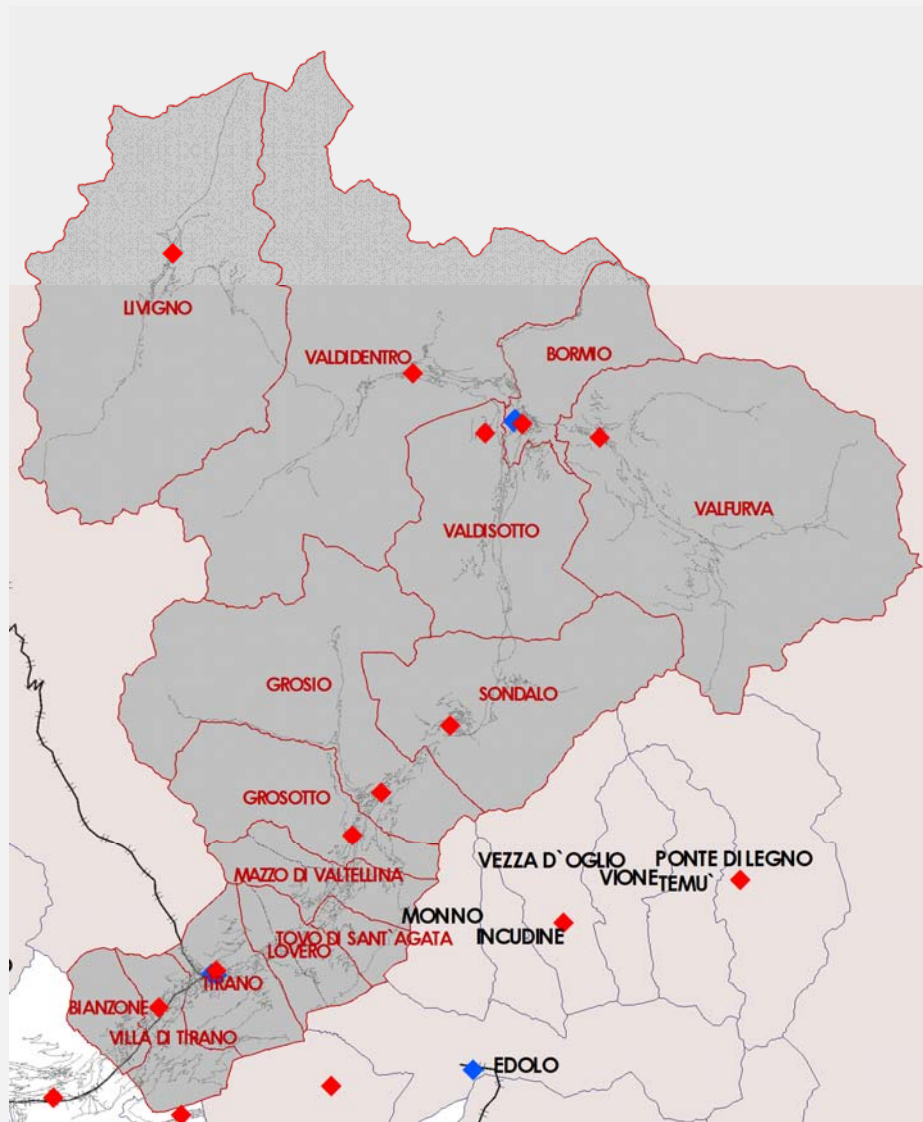 LIVIGNO
VALDIDENTRO
BORMIO
VALFURVA
VALDISOTTO
GROSIO
SONDALO
GROSOTTO
VEZZA D`OGLIO
PONTE DI LEGNO
MAZZO DI VALTELLINA
VIONE
TEMU`
MONNO
TOVO DI SANT`AGATA
INCUDINE
LOVERO
TIRANO
BIANZONE
VILLA DI TIRANO
EDOLO